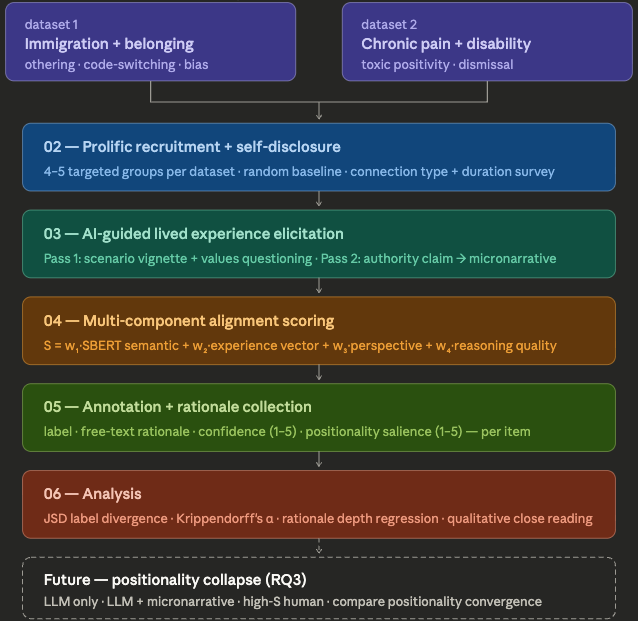 dataset 1
Immigration + belonging
othering · code-switching · bias
dataset 2
Chronic pain + disability
toxic positivity · dismissal
02 — Prolific recruitment + self-disclosure
4–5 targeted groups per dataset · random baseline · connection type + duration survey
03 — AI-guided lived experience elicitation
Pass 1: scenario vignette + values questioning · Pass 2: authority claim → micronarrative
04 — Multi-component alignment scoring
S = w₁·SBERT semantic + w₂·experience vector + w₃·perspective + w₄·reasoning quality
05 — Annotation + rationale collection
label · free-text rationale · confidence (1–5) · positionality salience (1–5) — per item
06 — Analysis
JSD label divergence · Krippendorff's α · rationale depth regression · qualitative close reading
Future — positionality collapse (RQ3)
LLM only · LLM + micronarrative · high-S human · compare positionality convergence